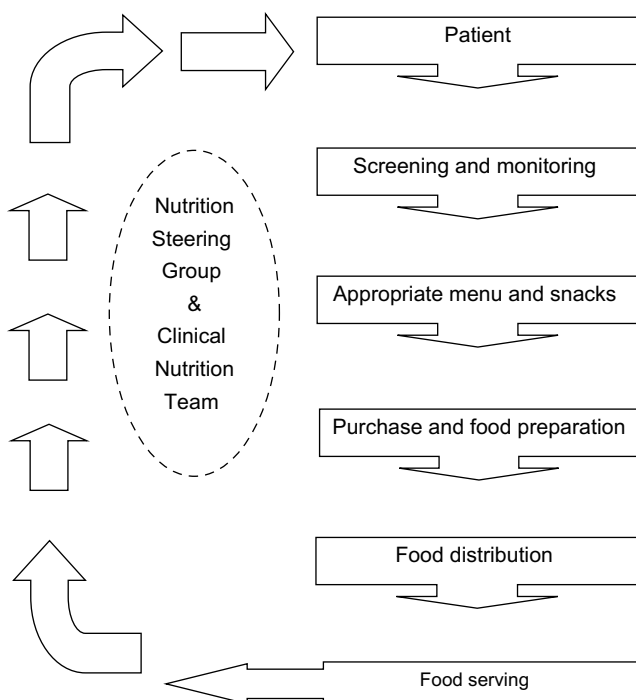 Patient
Screening and monitoring
Nutrition
Steering
Group
&
Clinical
Nutrition
Team
Appropriate menu and snacks
Purchase and food preparation
Food distribution
Food serving